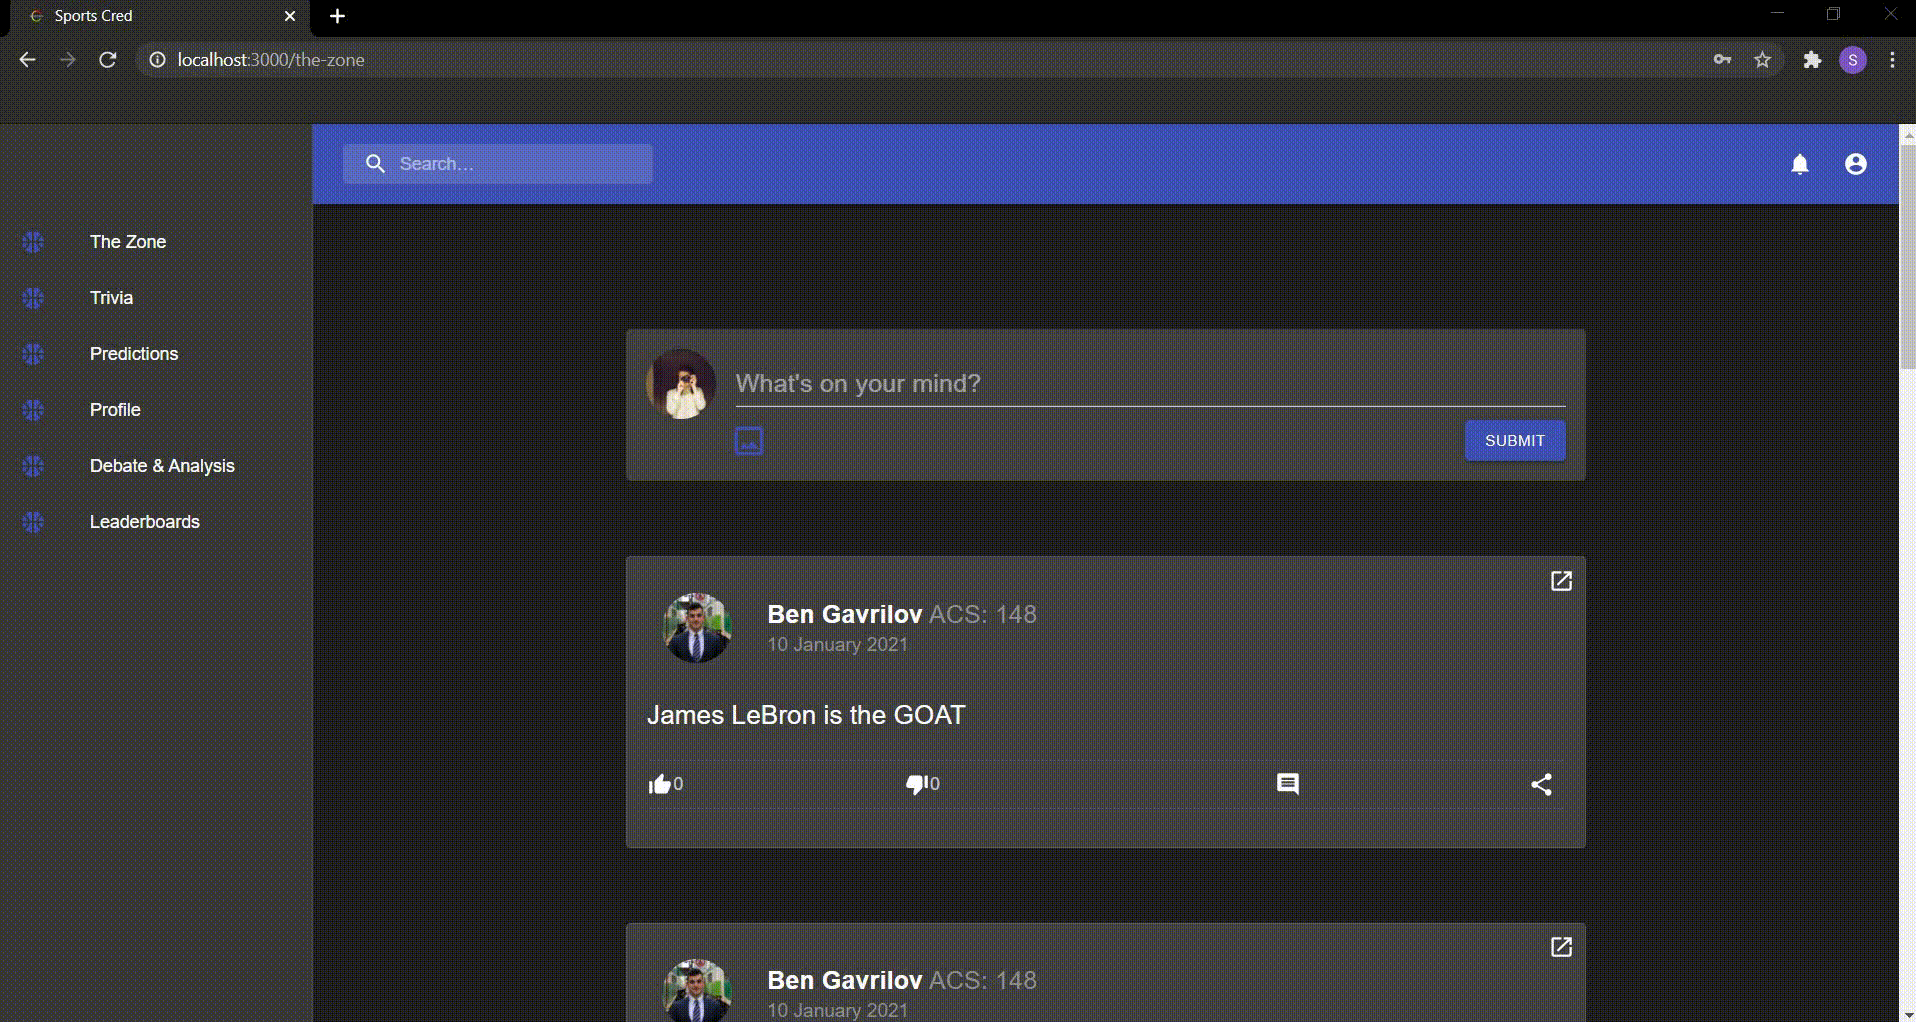 Sports Cred
localhost:3000/the-zone
S
Search...
The Zone
Trivia
Predictions
Profile
Debate & Analysis
Leaderboards
What's on your mind?
SUBMIT
Ben Gavrilov ACS: 148
10 January 2021
James LeBron is the GOAT
0 0
Ben Gavrilov ACS: 148
10 January 2021